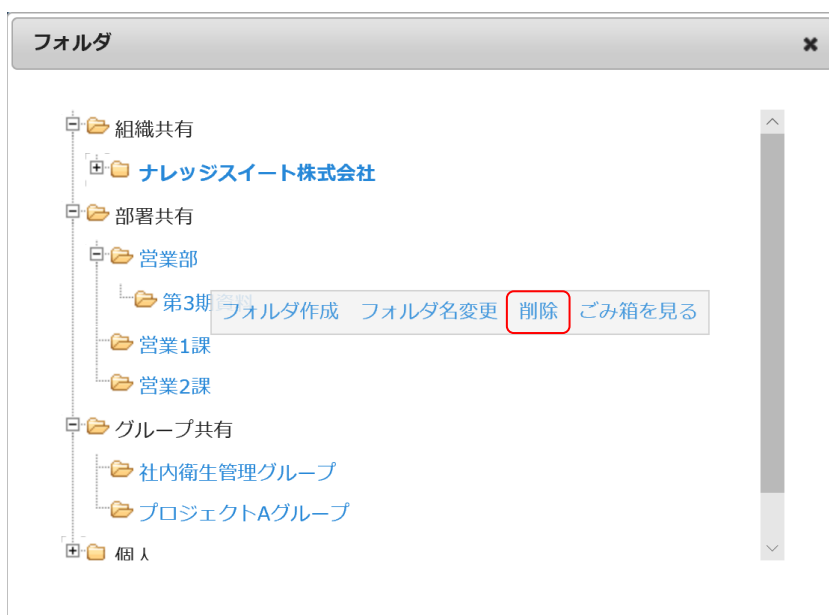 フォルダ
組織共有
ナレッジスイート株式会社
部署共有
営業部
第3期資料
フォルダ作成 フォルダ名変更 削除 ごみ箱を見る
営業1課
営業2課
グループ共有
社内衛生管理グループ
プロジェクトAグループ
個人